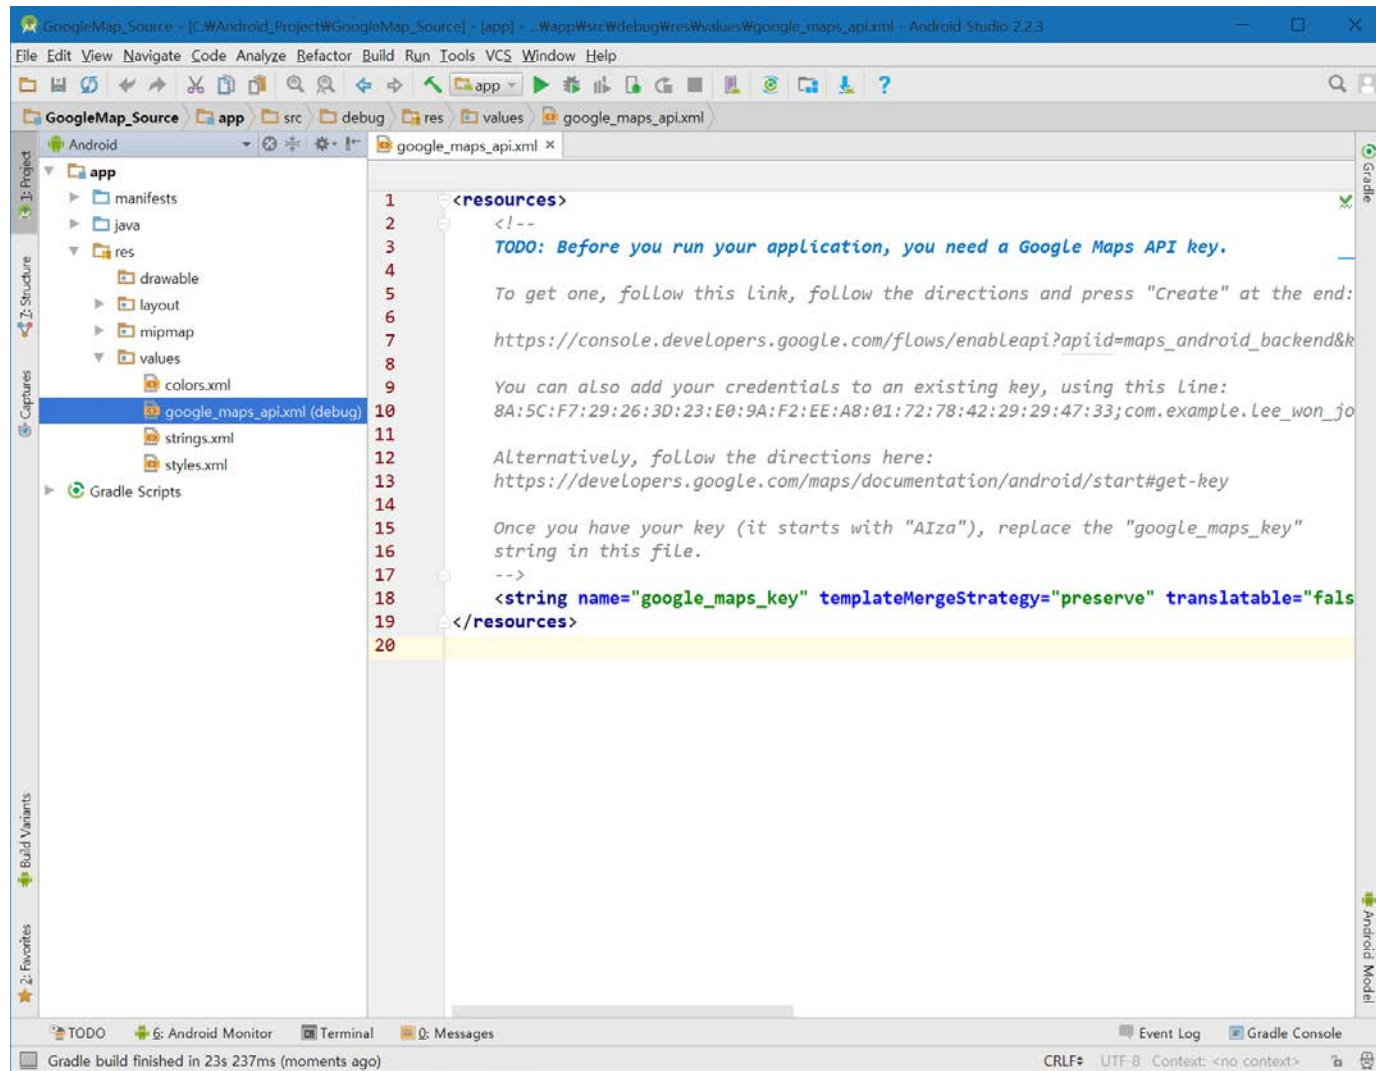 GoogleMap_Source - [C:₩Android_Project₩GoogleMap_Source] - [app] - ...₩app₩src₩debug₩res₩values₩google_maps_api.xml - Android Studio 2.2.3
File Edit View Navigate Code Analyze Refactor Build Run Tools VCS Window Help
app
GoogleMap_Source app src debug res values google_maps_api.xml
1: Project
Z: Structure
Captures
Build Variants
2: Favorites
Android
app
manifests
java
res
drawable
layout
mipmap
values
colors.xml
google_maps_api.xml (debug)
strings.xml
styles.xml
Gradle Scripts
google_maps_api.xml
1 <resources>
2 <!--
3 TODO: Before you run your application, you need a Google Maps API key.
4
5 To get one, follow this link, follow the directions and press "Create" at the end:
6
7 https://console.developers.google.com/flows/enableapi?apiid=maps_android_backend&k
8
9 You can also add your credentials to an existing key, using this line:
10 8A:5C:F7:29:26:3D:23:E0:9A:F2:EE:A8:01:72:78:42:29:29:47:33;com.example.lee_won_jo
11
12 Alternatively, follow the directions here:
13 https://developers.google.com/maps/documentation/android/start#get-key
14
15 Once you have your key (it starts with "AIza"), replace the "google_maps_key"
16 string in this file.
17 -->
18 <string name="google_maps_key" templateMergeStrategy="preserve" translatable="fals
19 </resources>
20
Gradle
Android Model
TODO 6: Android Monitor Terminal 0: Messages Event Log Gradle Console
Gradle build finished in 23s 237ms (moments ago) CRLF UTF-8 Context: <no context>